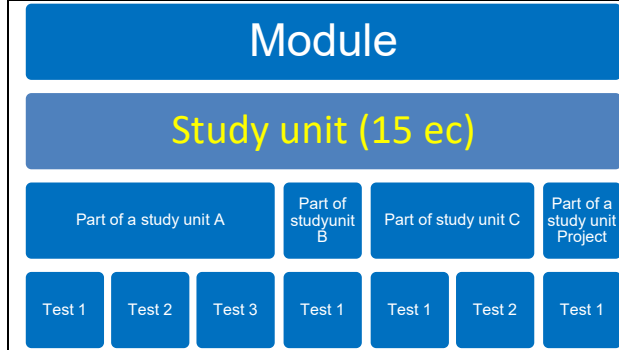 Module
Study unit (15 ec)
Part of a study unit A
Part of
studyunit
B
Part of study unit C
Part of a
study unit
Project
Test 1
Test 2
Test 3
Test 1
Test 1
Test 2
Test 1